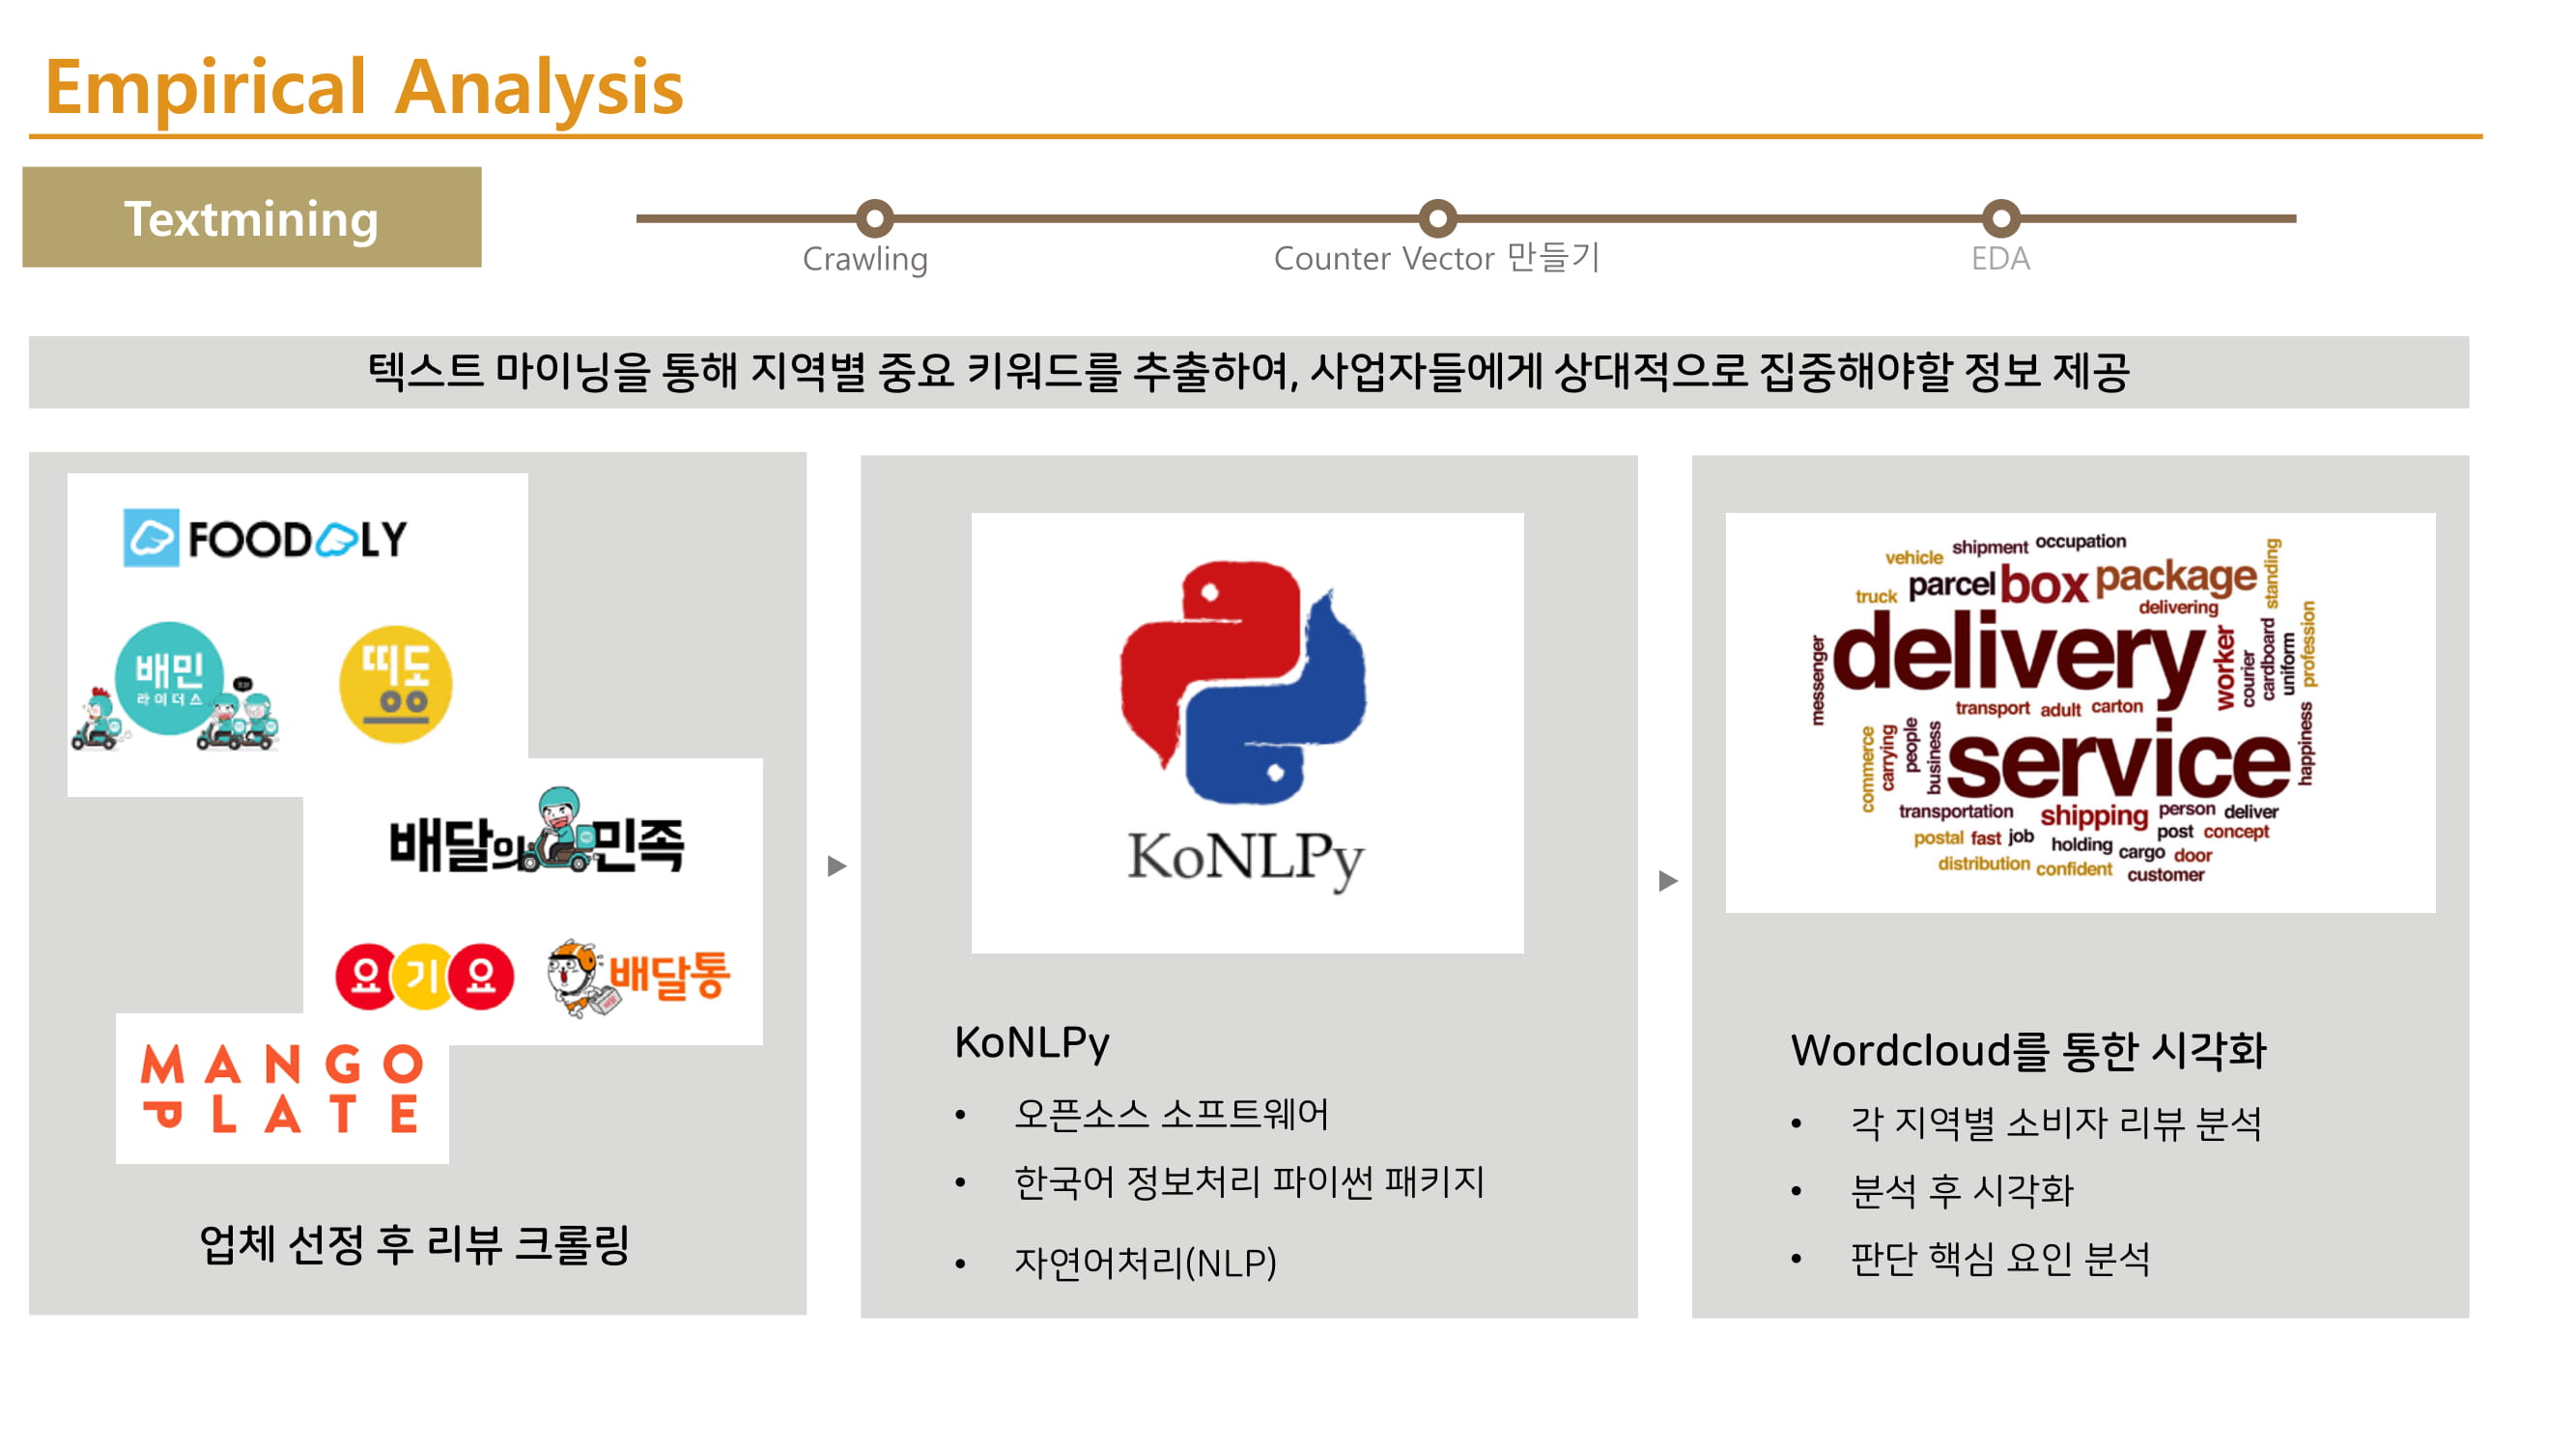 Empirical Analysis
Textmining
Crawling
Counter Vector 만들기
EDA
텍스트 마이닝을 통해 지역별 중요 키워드를 추출하여, 사업자들에게 상대적으로 집중해야할 정보 제공
FOODFLY
배민
라이더스
띵동
배달의민족
요기요
배달통
MANGO
PLATE
업체 선정 후 리뷰 크롤링
KoNLPy
KoNLPy
• 오픈소스 소프트웨어
• 한국어 정보처리 파이썬 패키지
• 자연어처리(NLP)
vehicle shipment occupation
truck parcel box package standing
delivering
messenger delivery worker courier cardboard uniform profession
transport adult carton
commerce carrying people business service happiness
transportation shipping person deliver
postal fast job holding cargo post concept door
distribution confident customer
Wordcloud를 통한 시각화
• 각 지역별 소비자 리뷰 분석
• 분석 후 시각화
• 판단 핵심 요인 분석